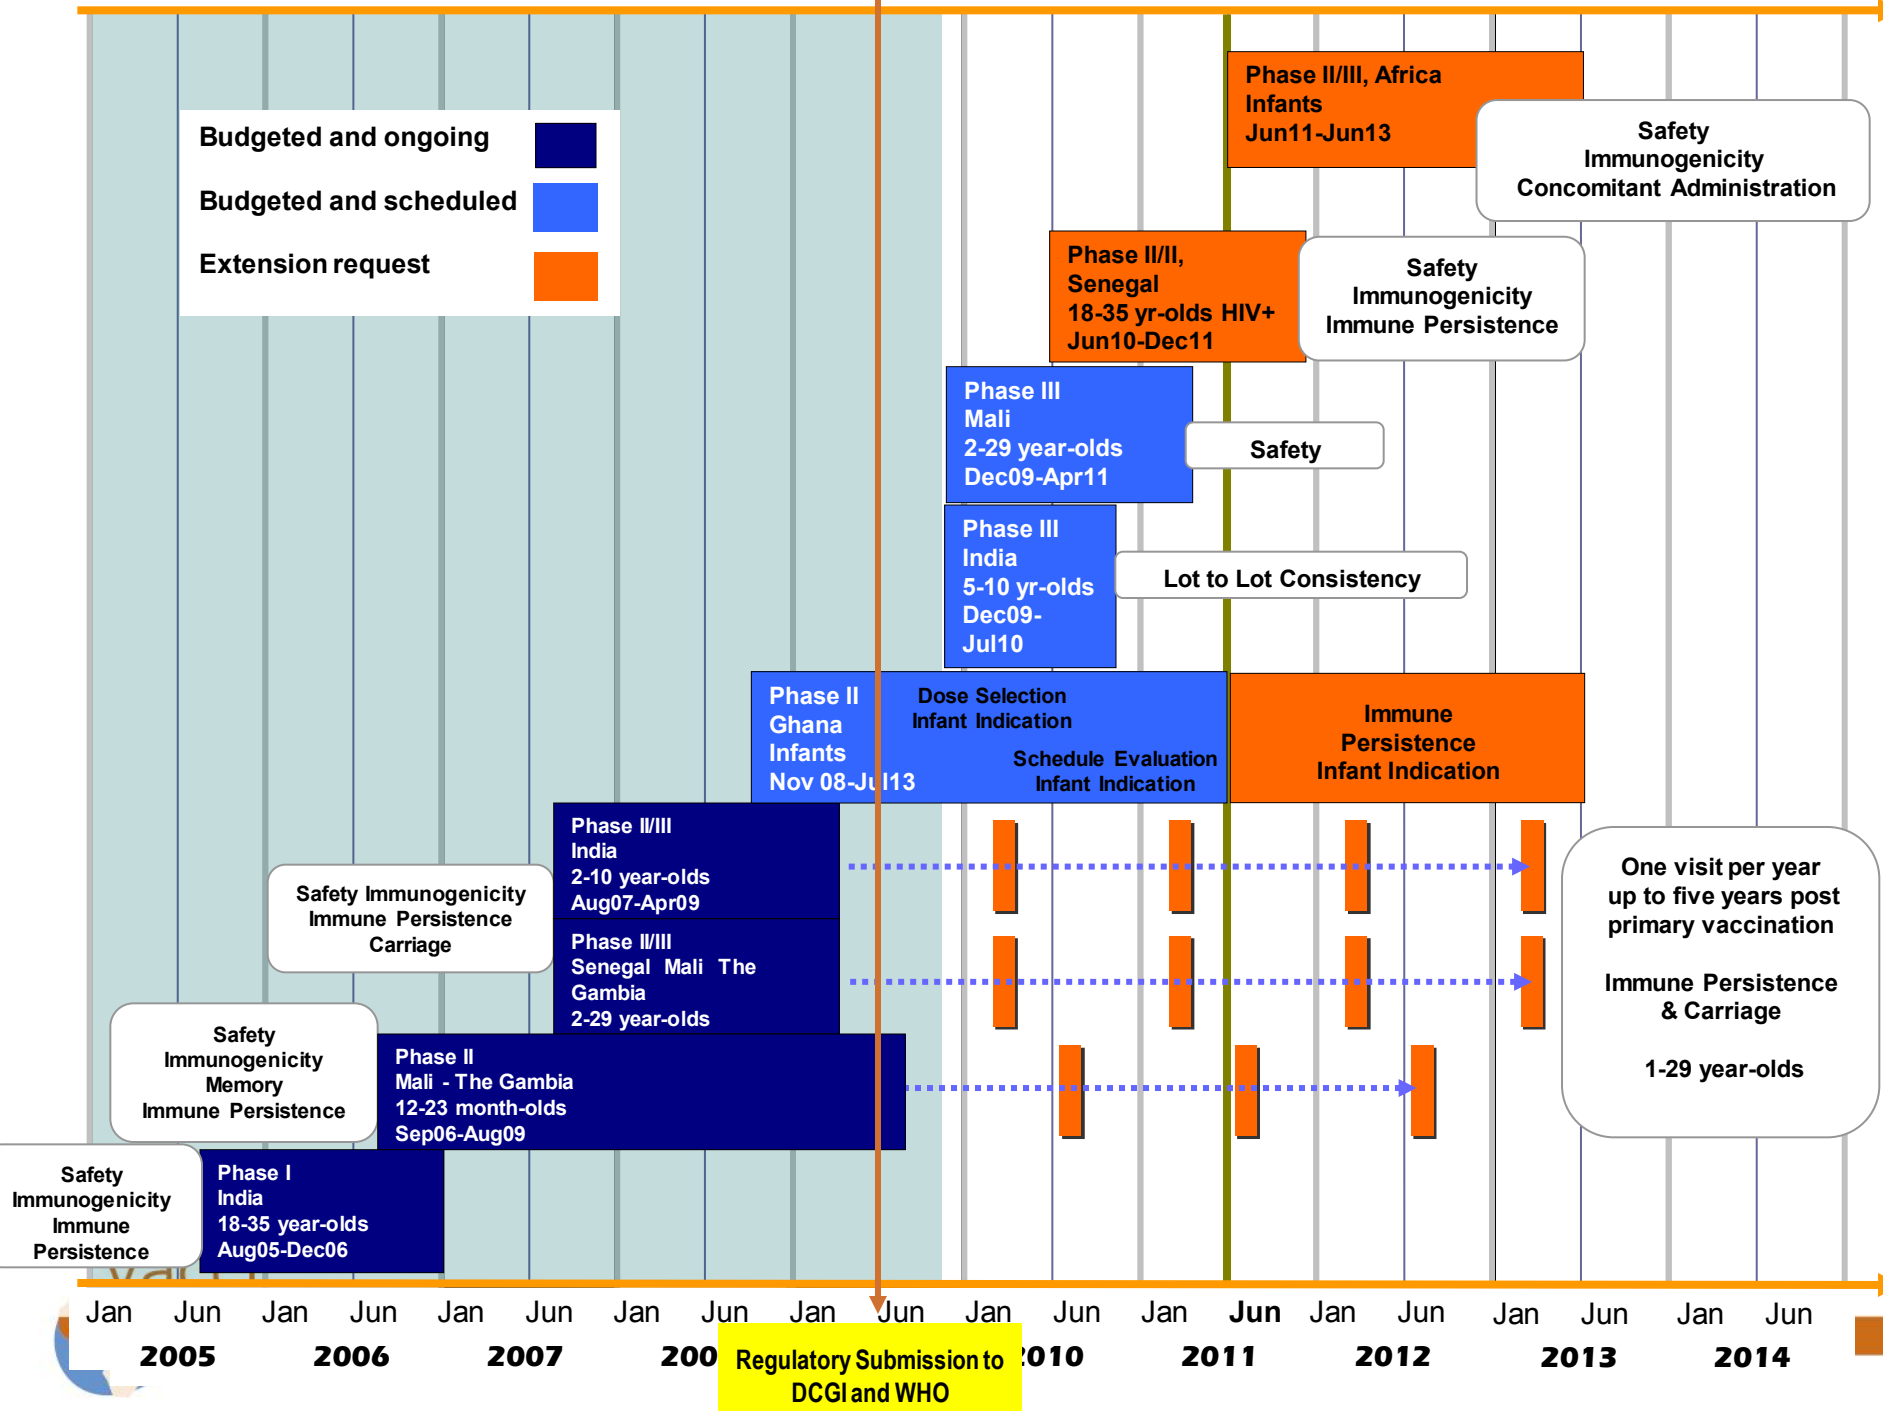 Budgeted and ongoing
Budgeted and scheduled
Extension request
Phase II/III, Africa
Infants
Jun11-Jun13
Safety
Immunogenicity
Concomitant Administration
Phase II/II,
Senegal
18-35 yr-olds HIV+
Jun10-Dec11
Safety
Immunogenicity
Immune Persistence
Phase III
Mali
2-29 year-olds
Dec09-Apr11
Safety
Phase III
India
5-10 yr-olds
Dec09-
Jul10
Lot to Lot Consistency
Phase II
Ghana
Infants
Nov 08-Jul13
Dose Selection
Infant Indication
Schedule Evaluation
Infant Indication
Immune
Persistence
Infant Indication
Phase II/III
India
2-10 year-olds
Aug07-Apr09
Safety Immunogenicity
Immune Persistence
Carriage
Phase II/III
Senegal Mali The
Gambia
2-29 year-olds
One visit per year
up to five years post
primary vaccination
Immune Persistence
& Carriage
1-29 year-olds
Safety
Immunogenicity
Memory
Immune Persistence
Phase II
Mali - The Gambia
12-23 month-olds
Sep06-Aug09
Safety
Immunogenicity
Immune
Persistence
Phase I
India
18-35 year-olds
Aug05-Dec06
Jan Jun Jan Jun Jan Jun Jan Jun Jan Jun Jan Jun Jan Jun Jan Jun Jan Jun Jan Jun
2005 2006 2007 200 2010 2011 2012 2013 2014
Regulatory Submission to
DCGI and WHO